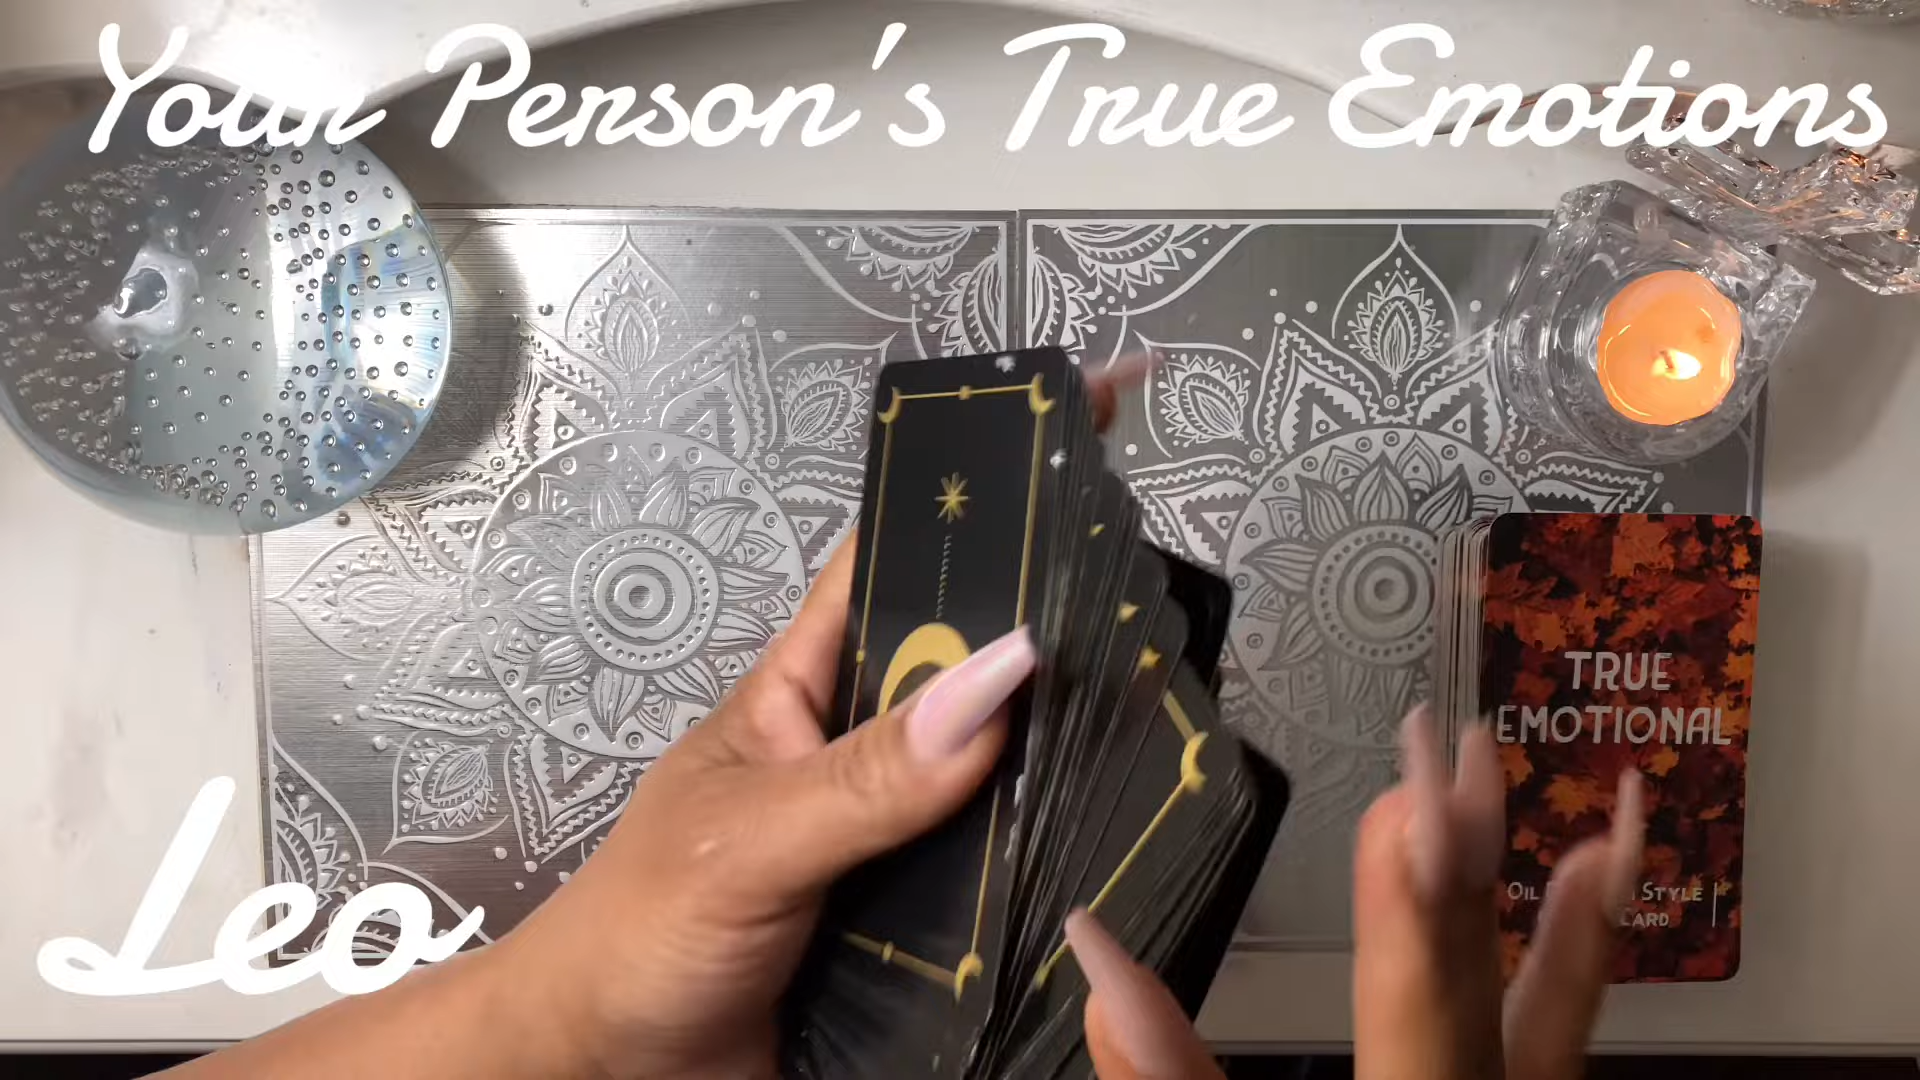 Your Person's True Emotions
TRUE
EMOTIONAL
OIL STYLE
CARD
Leo